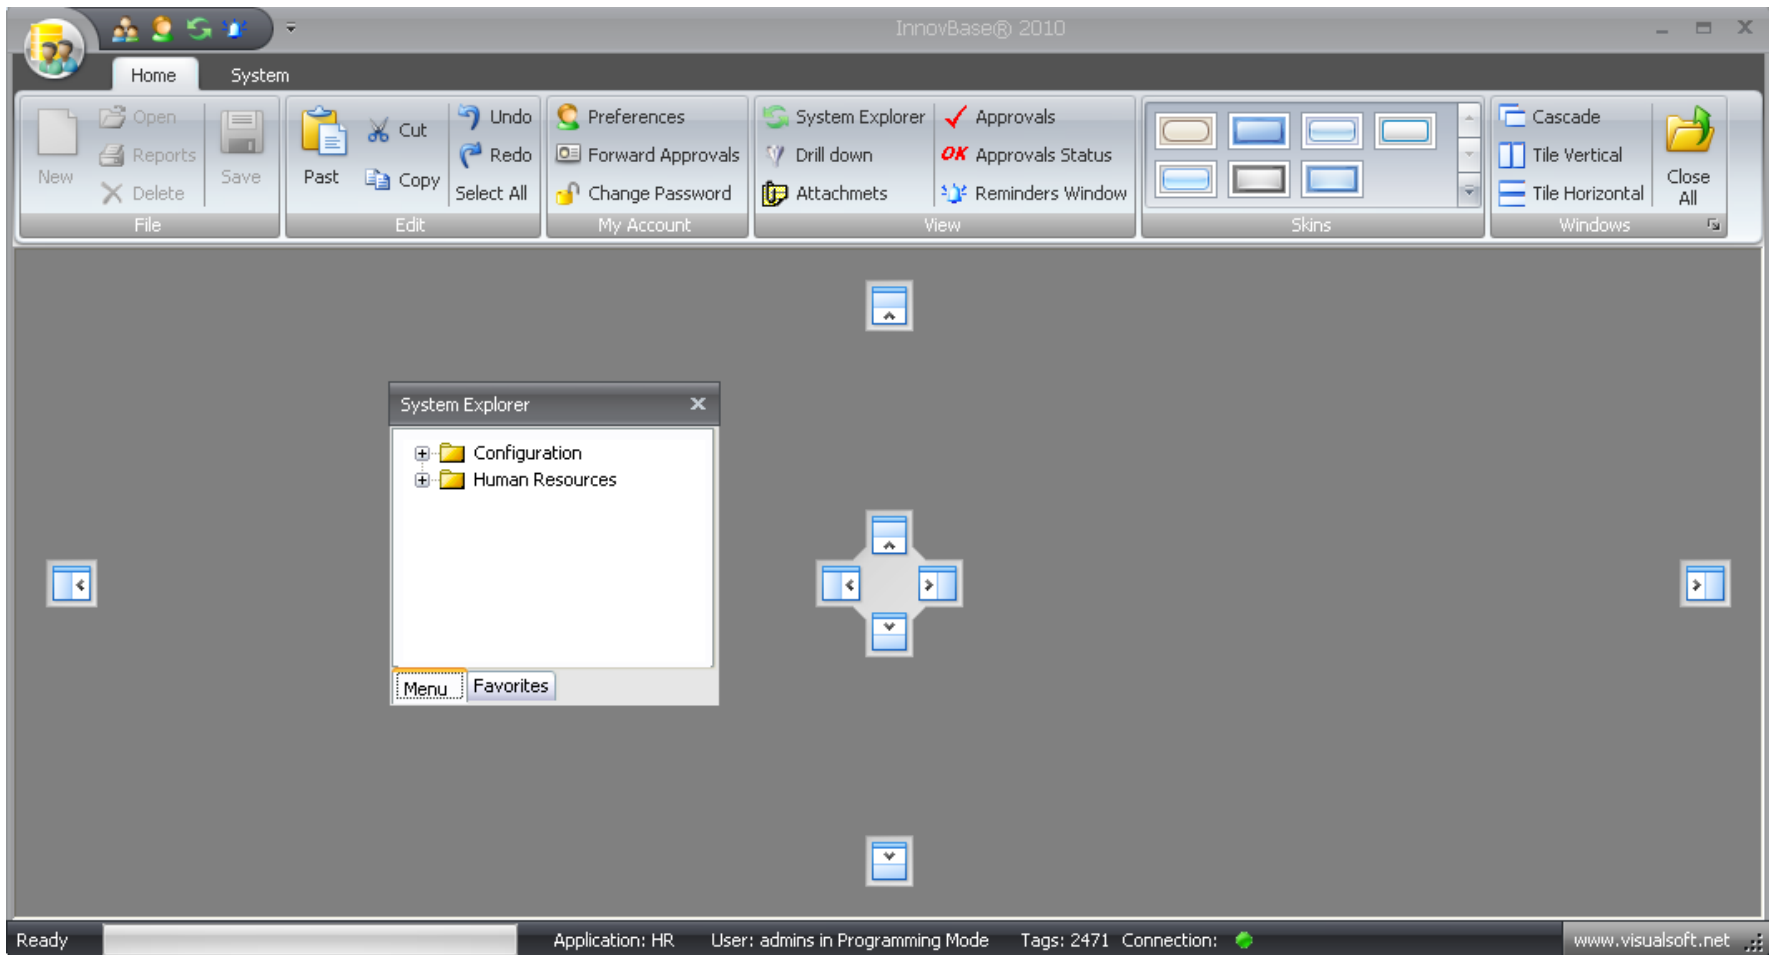 InnovBase® 2010
Home System
New
Open
Reports
Delete
Save
File
Past
Cut
Copy
Undo
Redo
Select All
Edit
Preferences
Forward Approvals
Change Password
My Account
System Explorer
Drill down
Attachmets
Approvals
OK Approvals Status
Reminders Window
View
Skins
Cascade
Tile Vertical
Tile Horizontal
Close
All
Windows
System Explorer
Configuration
Human Resources
Menu Favorites
Ready Application: HR User: admins in Programming Mode Tags: 2471 Connection: www.visualsoft.net